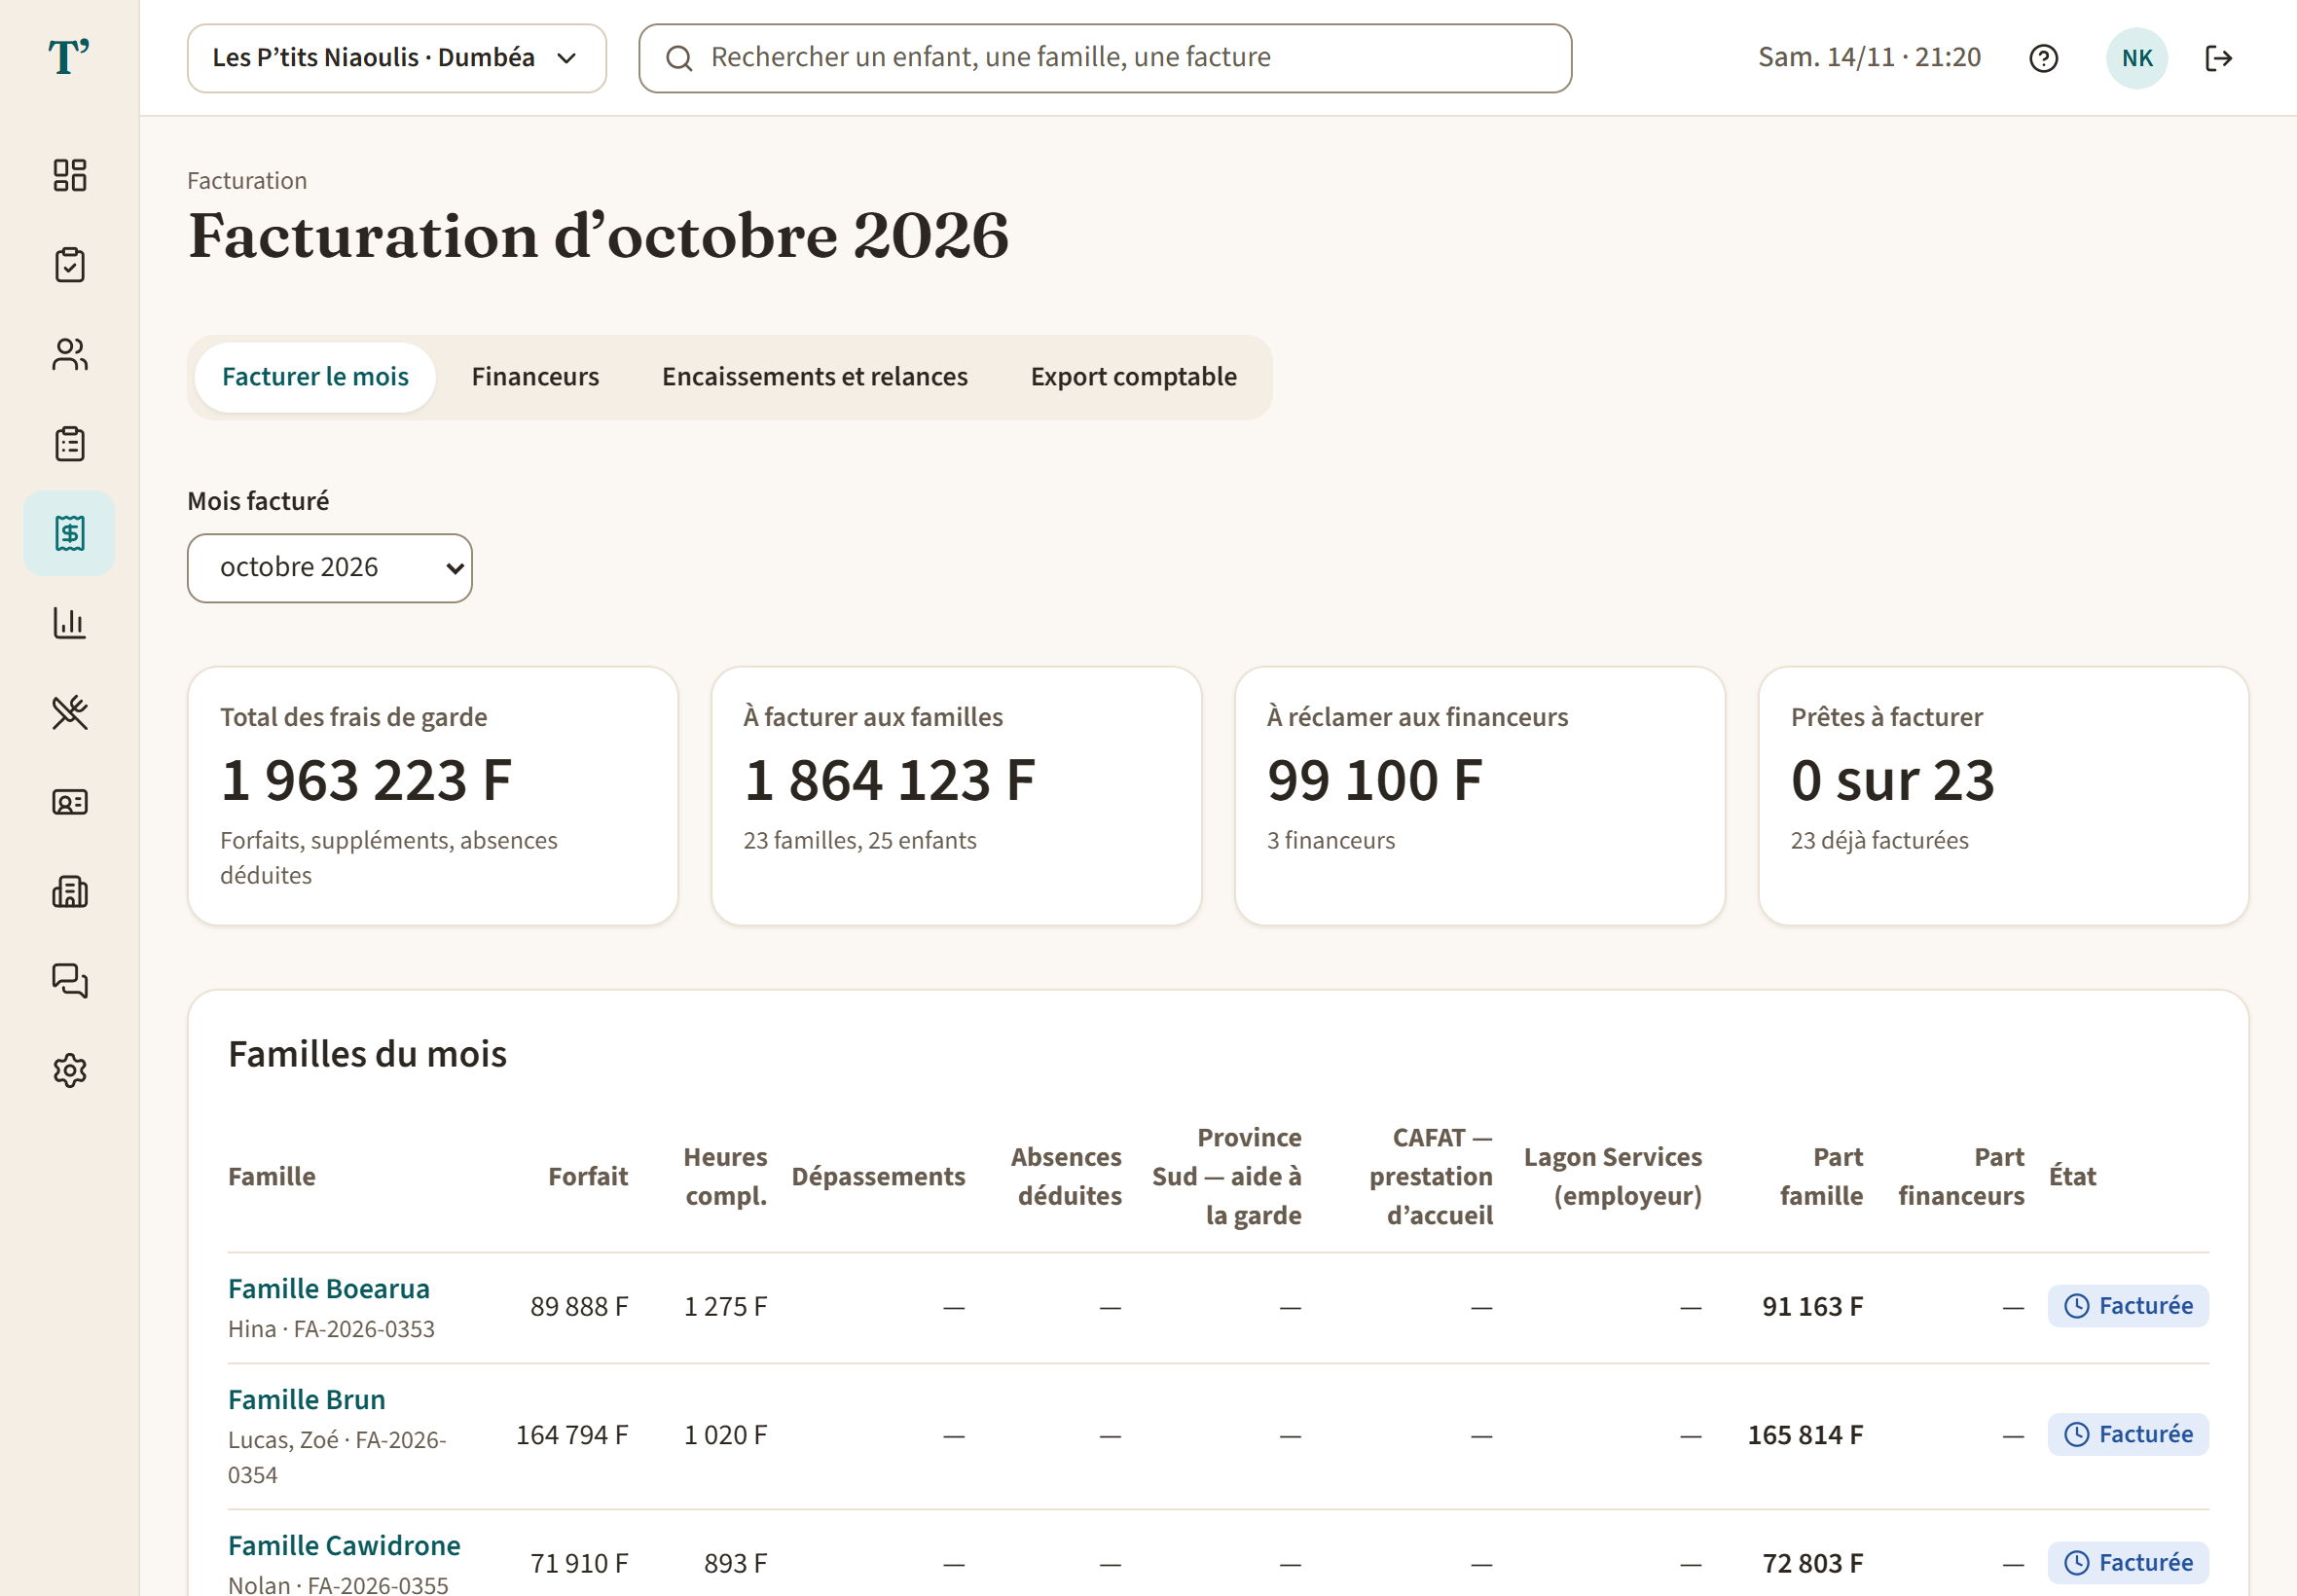 T’
Les P’tits Niaoulis · Dumbéa
Rechercher un enfant, une famille, une facture
Sam. 14/11 · 21:20
NK
Facturation
Facturation d’octobre 2026
Facturer le mois
Financeurs
Encaissements et relances
Export comptable
Mois facturé
octobre 2026
Total des frais de garde
1 963 223 F
Forfaits, suppléments, absences
déduites
À facturer aux familles
1 864 123 F
23 familles, 25 enfants
À réclamer aux financeurs
99 100 F
3 financeurs
Prêtes à facturer
0 sur 23
23 déjà facturées
Familles du mois
Famille
Forfait
Heures
compl.
Dépassements
Absences
déduites
Province
Sud — aide à
la garde
CAFAT —
prestation
d’accueil
Lagon Services
(employeur)
Part
famille
Part
financeurs
État
Famille Boearua
Hina · FA-2026-0353
89 888 F
1 275 F
—
—
—
—
—
91 163 F
—
Facturée
Famille Brun
Lucas, Zoé · FA-2026-
0354
164 794 F
1 020 F
—
—
—
—
—
165 814 F
—
Facturée
Famille Cawidrone
Nolan · FA-2026-0355
71 910 F
893 F
—
—
—
—
—
72 803 F
—
Facturée